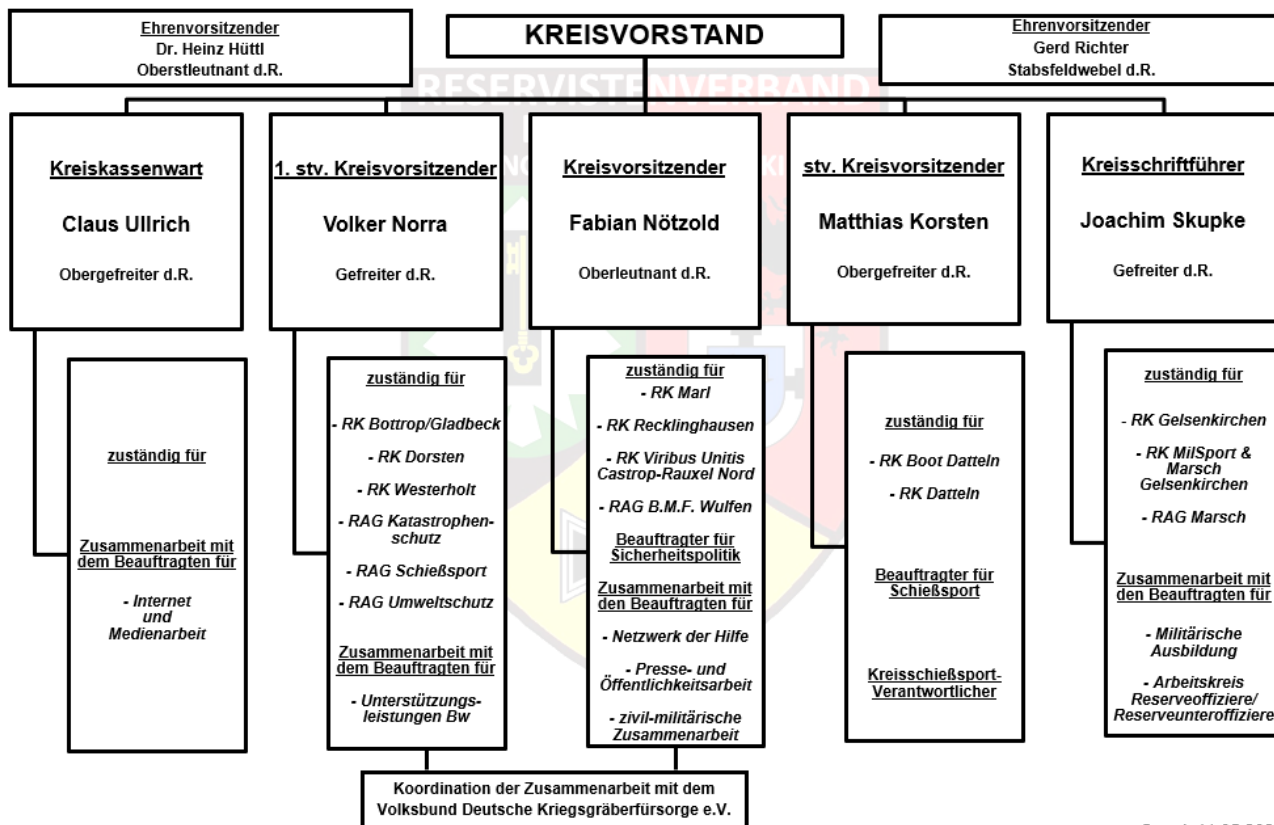 Ehrenvorsitzender
Dr. Heinz Hüttl
Oberstleutnant d.R.
KREISVORSTAND
Ehrenvorsitzender
Gerd Richter
Stabsfeldwebel d.R.
RESERVISTENVERBAND
Kreiskassenwart
Claus Ullrich
Obergefreiter d.R.
1. stv. Kreisvorsitzender
Volker Norra
Gefreiter d.R.
Kreisvorsitzender
Fabian Nötzold
Oberleutnant d.R.
stv. Kreisvorsitzender
Matthias Korsten
Obergefreiter d.R.
Kreisschriftführer
Joachim Skupke
Gefreiter d.R.
zuständig für
Zusammenarbeit mit
dem Beauftragten für
- Internet
und
Medienarbeit
zuständig für
- RK Bottrop/Gladbeck
- RK Dorsten
- RK Westerholt
- RAG Katastrophen-
schutz
- RAG Schießsport
- RAG Umweltschutz
Zusammenarbeit mit
dem Beauftragten für
- Unterstützungs-
leistungen Bw
zuständig für
- RK Marl
- RK Recklinghausen
- RK Viribus Unitis
Castrop-Rauxel Nord
- RAG B.M.F. Wulfen
Beauftragter für
Sicherheitspolitik
Zusammenarbeit mit
den Beauftragten für
- Netzwerk der Hilfe
- Presse- und
Öffentlichkeitsarbeit
- zivil-militärische
Zusammenarbeit
zuständig für
- RK Boot Datteln
- RK Datteln
Beauftragter für
Schießsport
Kreisschießsport-
Verantwortlicher
zuständig für
- RK Gelsenkirchen
- RK MilSport &
Marsch
Gelsenkirchen
- RAG Marsch
Zusammenarbeit mit
den Beauftragten für
- Militärische
Ausbildung
- Arbeitskreis
Reserveoffiziere/
Reserveunteroffiziere
Koordination der Zusammenarbeit mit dem
Volksbund Deutsche Kriegsgräberfürsorge e.V.